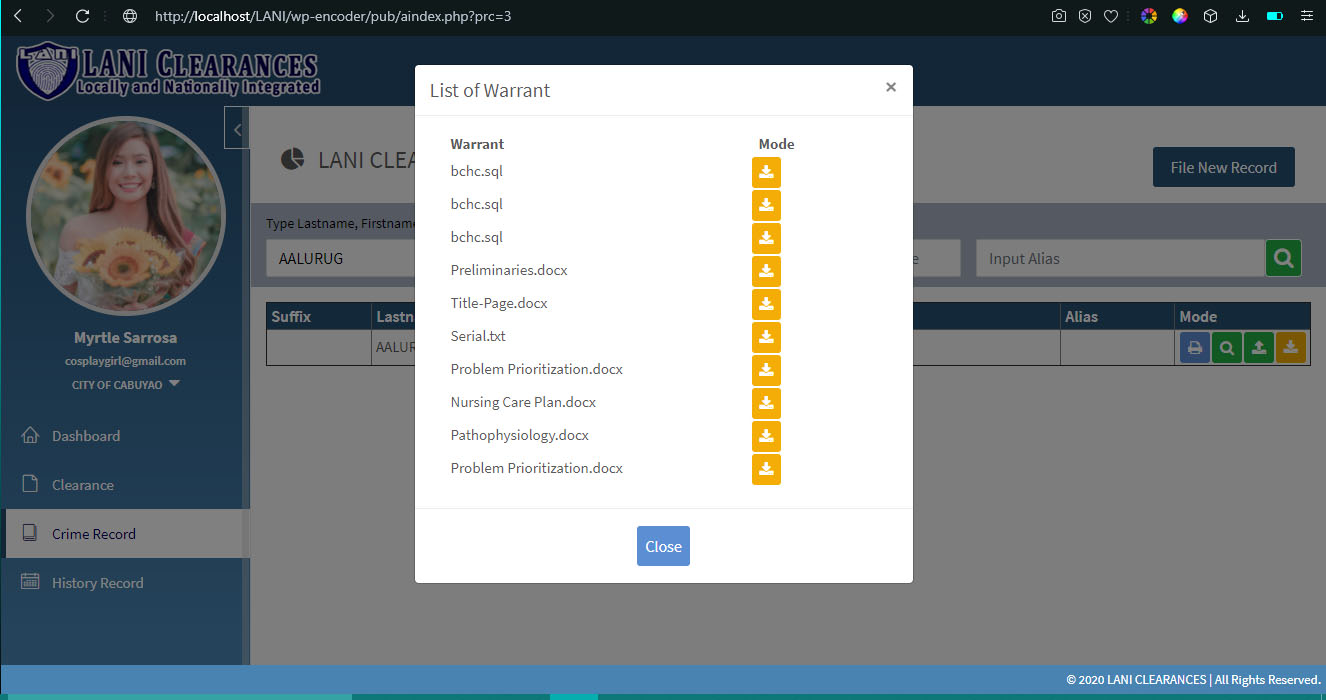 http://localhost/LANI/wp-encoder/pub/aindex.php?prc=3
LANI
LANI CLEARANCES
Locally and Nationally Integrated
List of Warrant
×
Warrant Mode
bchc.sql
bchc.sql
bchc.sql
Preliminaries.docx
Title-Page.docx
Serial.txt
Problem Prioritization.docx
Nursing Care Plan.docx
Pathophysiology.docx
Problem Prioritization.docx
Close
LANI CLEA
File New Record
Type Lastname, Firstname
AALURUG
e
Input Alias
Suffix Lastn Alias Mode
AALUR
Myrtle Sarrosa
cosplaygirl@gmail.com
CITY OF CABUYAO
Dashboard
Clearance
Crime Record
History Record
© 2020 LANI CLEARANCES | All Rights Reserved.